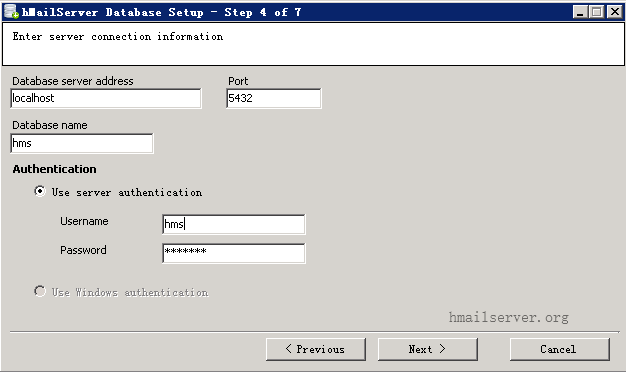 hMailServer Database Setup - Step 4 of 7
Enter server connection information
Database server address Port
localhost 5432
Database name
hms
Authentication
Use server authentication
Username hms
Password *******
Use Windows authentication
hmailserver.org
< Previous Next > Cancel